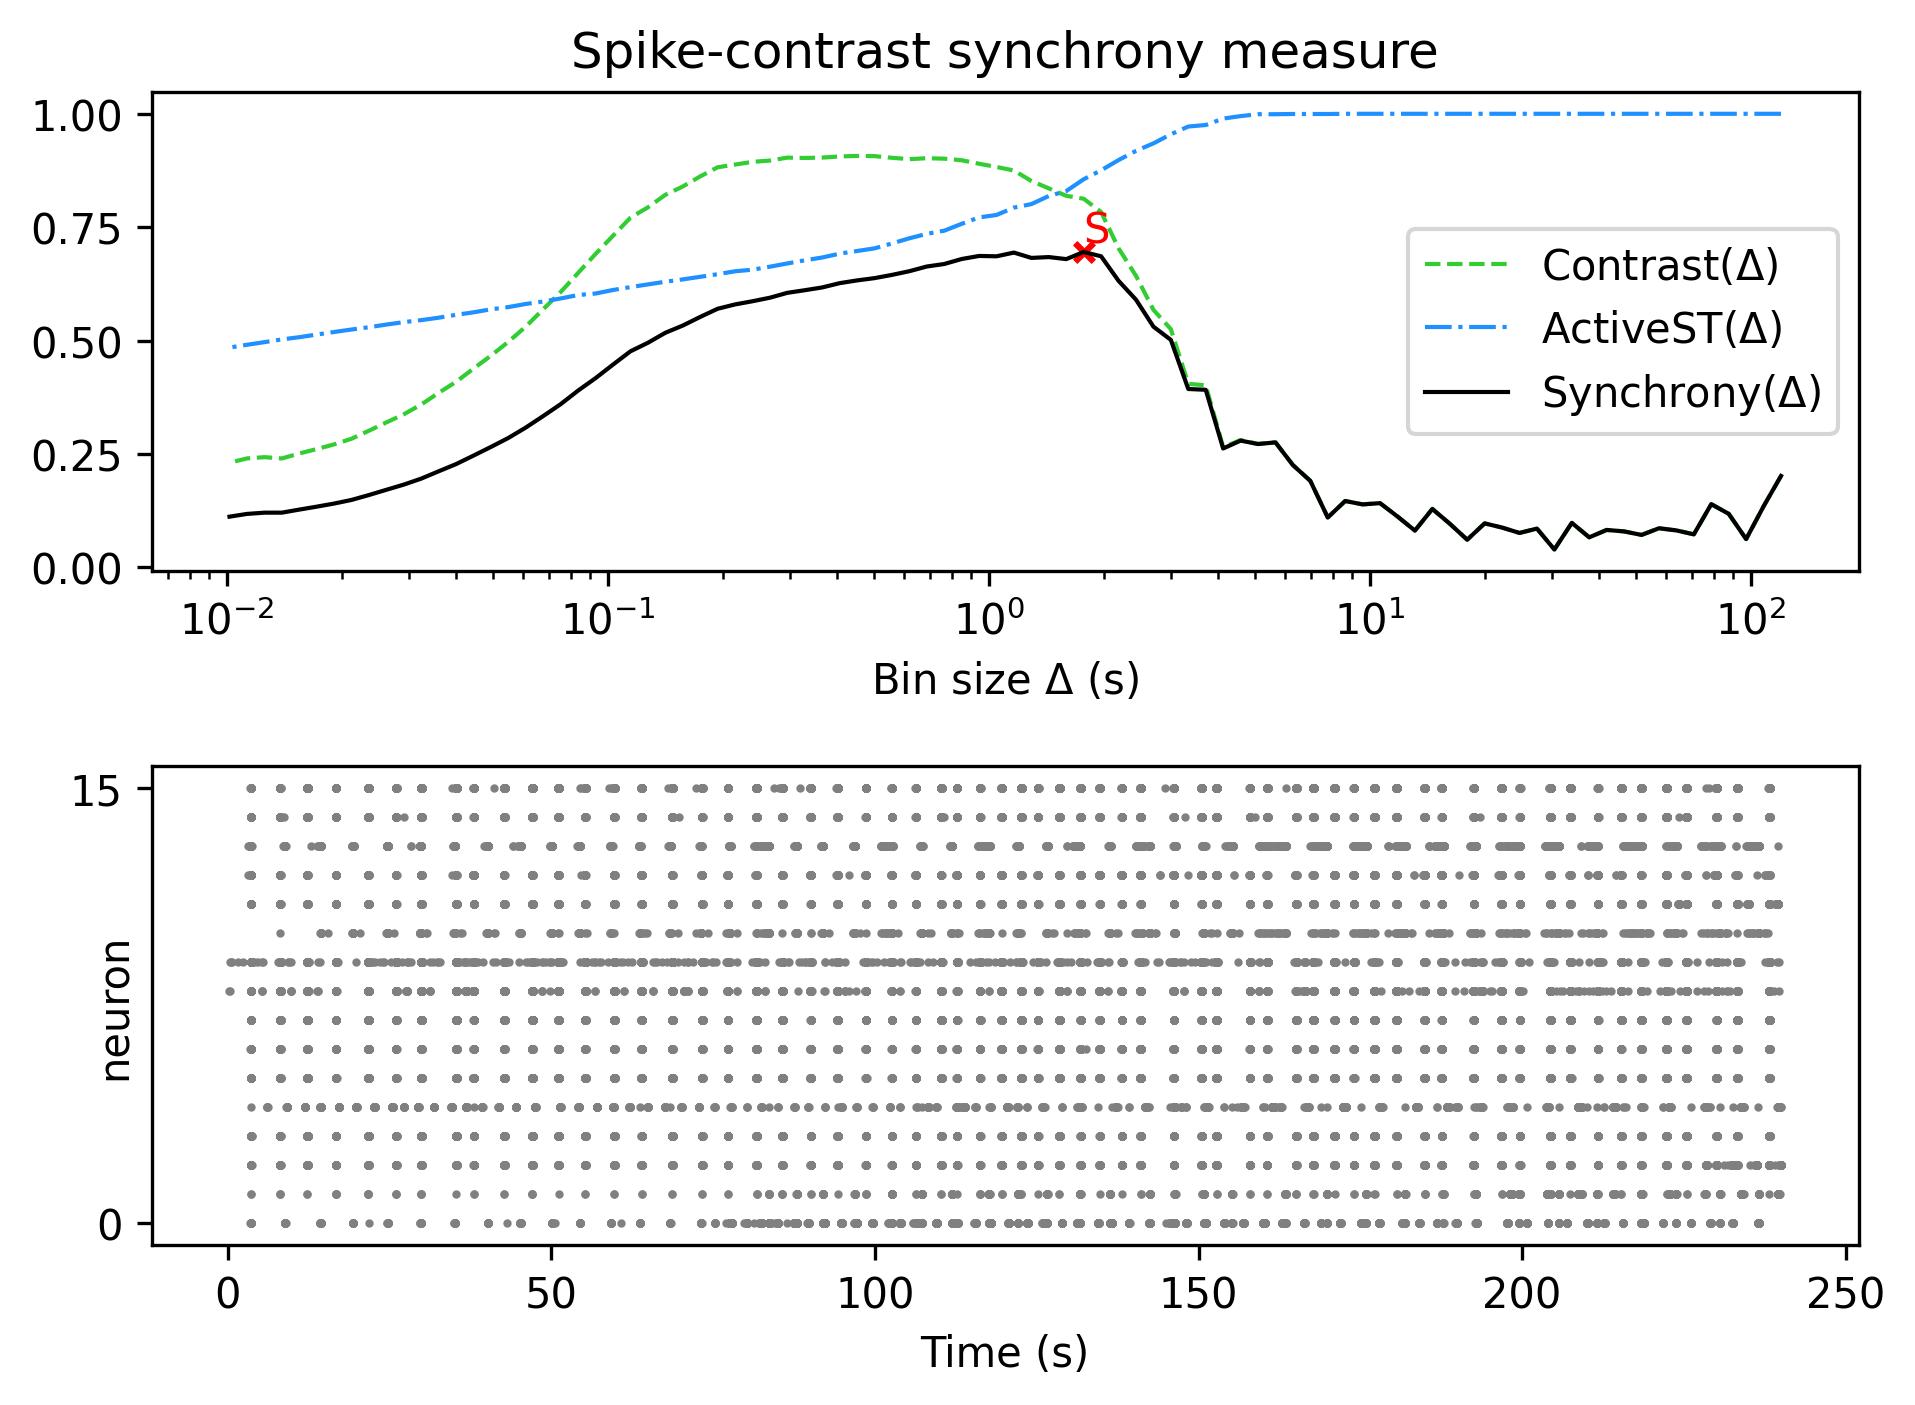 Spike-contrast synchrony measure
1.00
0.75
0.50
0.25
0.00
S
Contrast(Δ)
ActiveST(Δ)
Synchrony(Δ)
10⁻² 10⁻¹ 10⁰ 10¹ 10²
Bin size Δ (s)
15
neuron
0
0 50 100 150 200 250
Time (s)